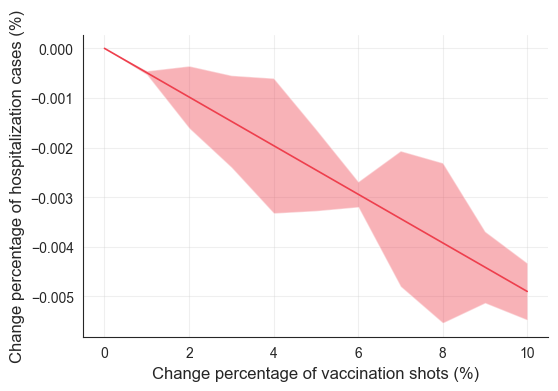 Change percentage of hospitalization cases (%)
0.000
−0.001
−0.002
−0.003
−0.004
−0.005
0 2 4 6 8 10
Change percentage of vaccination shots (%)